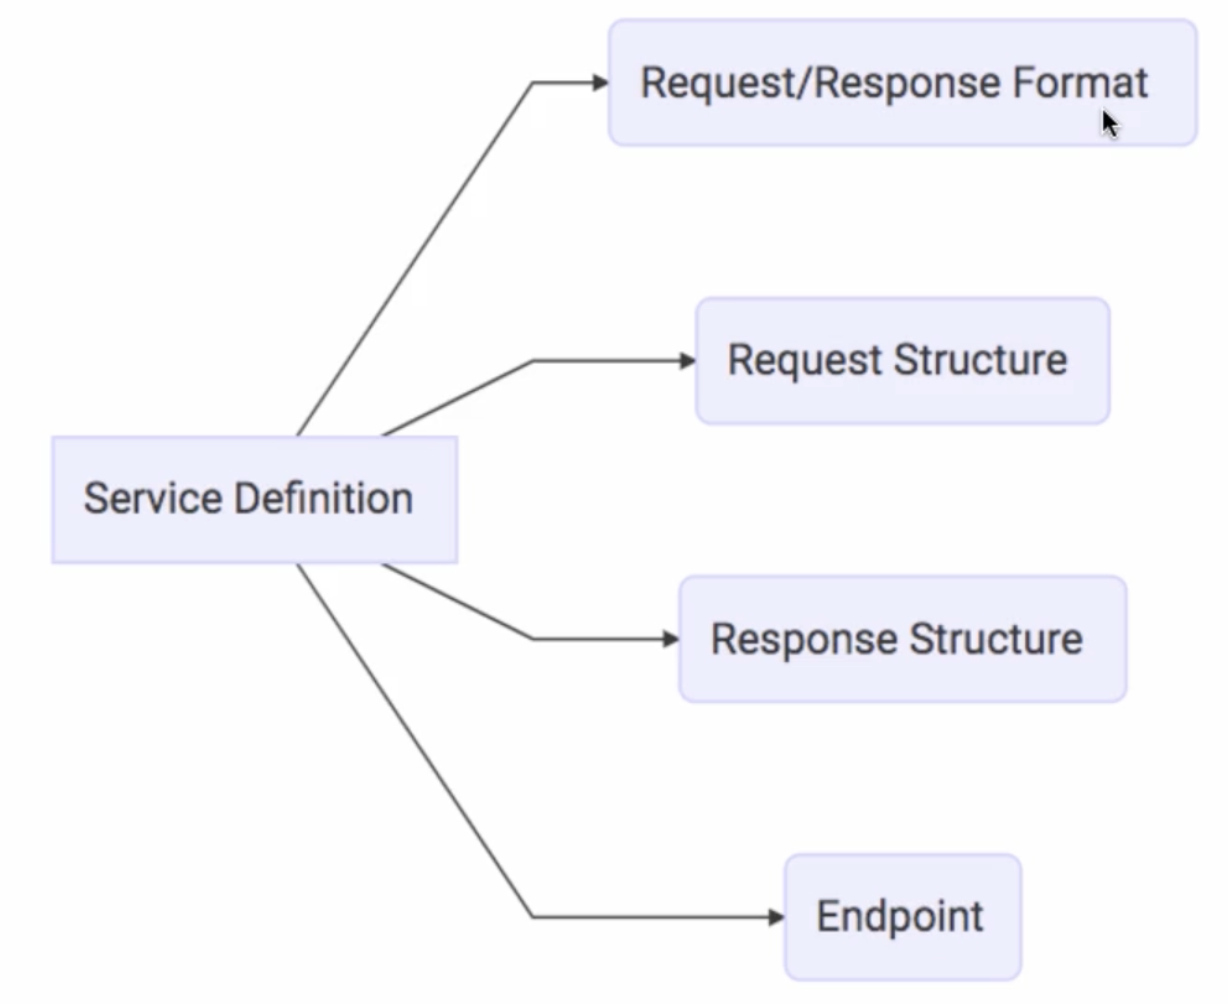 Request/Response Format
Request Structure
Service Definition
Response Structure
Endpoint